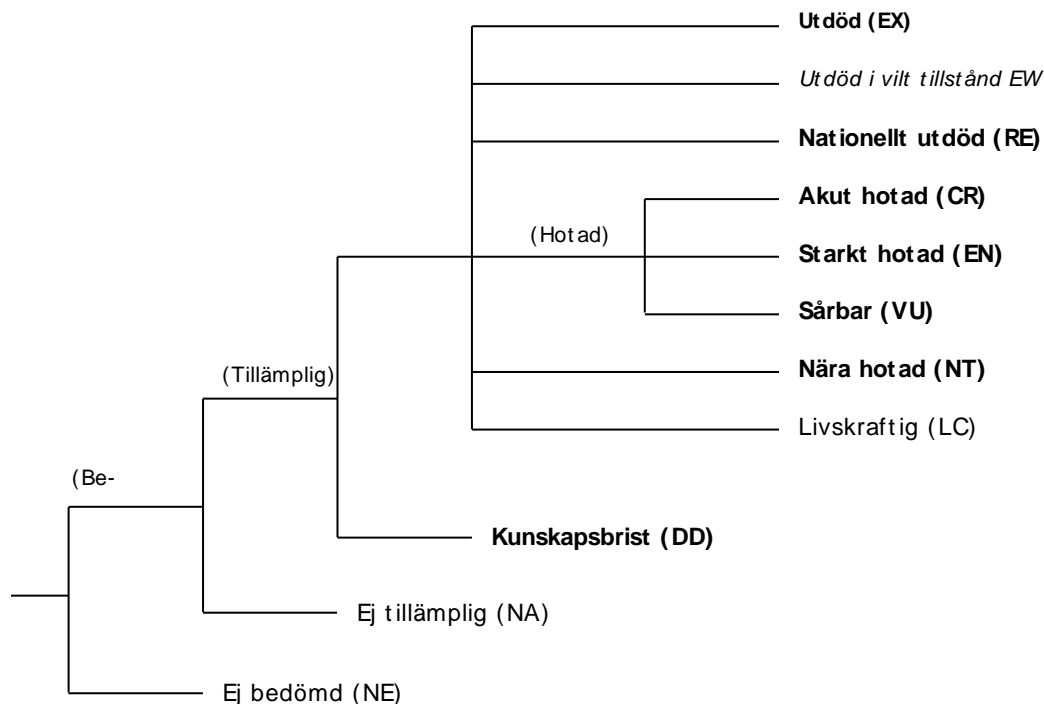 Utdöd (EX)
Utdöd i vilt tillstånd EW
Nationellt utdöd (RE)
Akut hotad (CR)
(Hotad)
Starkt hotad (EN)
Sårbar (VU)
Nära hotad (NT)
(Tillämplig)
Livskraftig (LC)
(Be-
Kunskapsbrist (DD)
Ej tillämplig (NA)
Ej bedömd (NE)